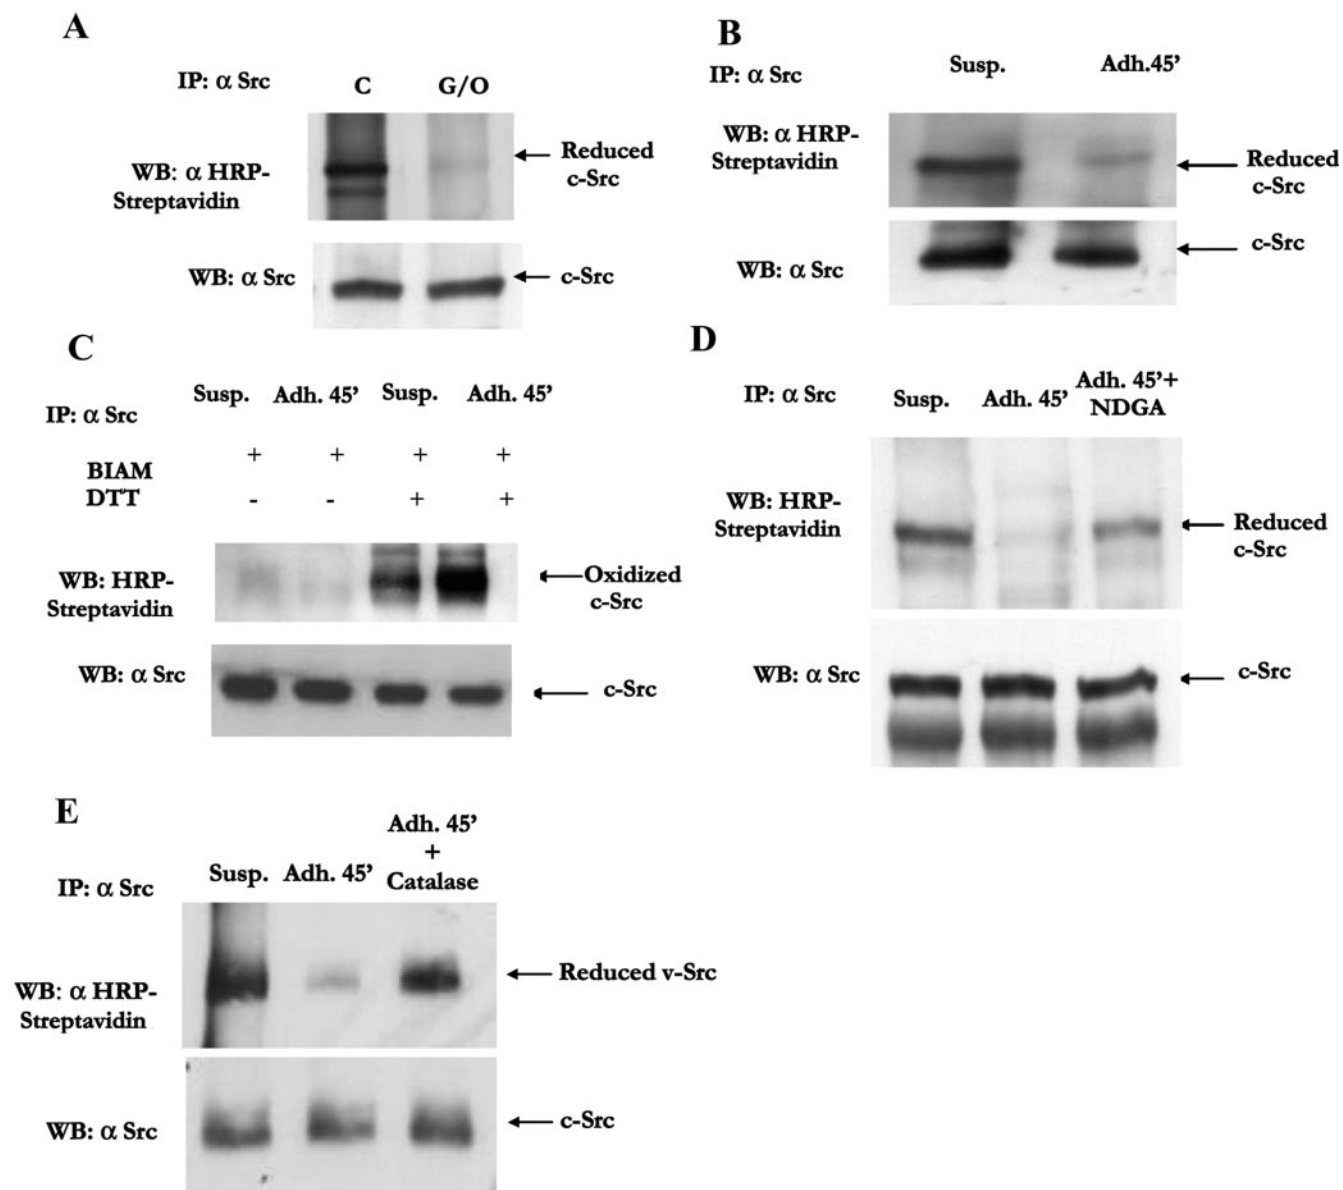 A
IP: α Src
C G/O
WB: α HRP-
Streptavidin
Reduced
c-Src
WB: α Src
c-Src
B
IP: α Src
Susp. Adh.45'
WB: α HRP-
Streptavidin
Reduced
c-Src
WB: α Src
c-Src
C
Susp. Adh. 45' Susp. Adh. 45'
IP: α Src
BIAM + + + +
DTT - - + +
WB: HRP-
Streptavidin
Oxidized
c-Src
WB: α Src
c-Src
D
IP: α Src
Susp. Adh. 45' Adh. 45'+
NDGA
WB: HRP-
Streptavidin
Reduced
c-Src
WB: α Src
c-Src
E
Adh. 45'
+
Susp. Adh. 45' Catalase
IP: α Src
WB: α HRP-
Streptavidin
Reduced v-Src
WB: α Src
c-Src